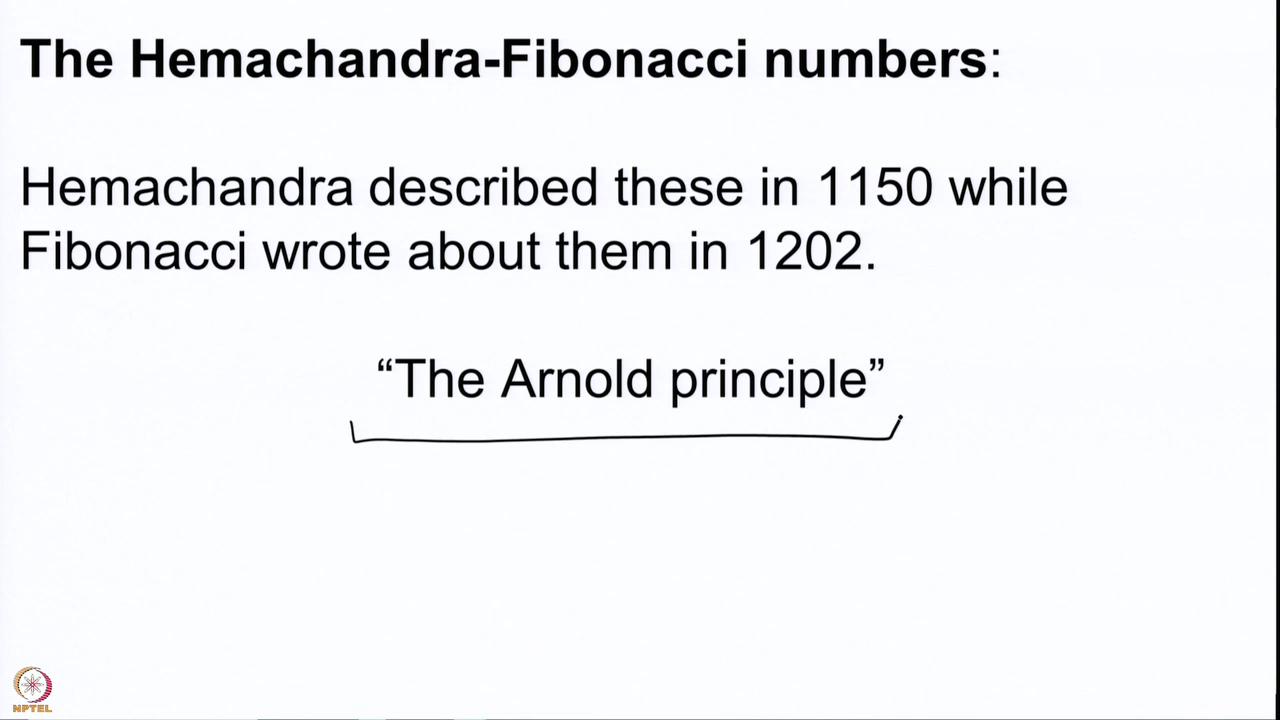 The Hemachandra-Fibonacci numbers:
Hemachandra described these in 1150 while
Fibonacci wrote about them in 1202.
“The Arnold principle”
NPTEL